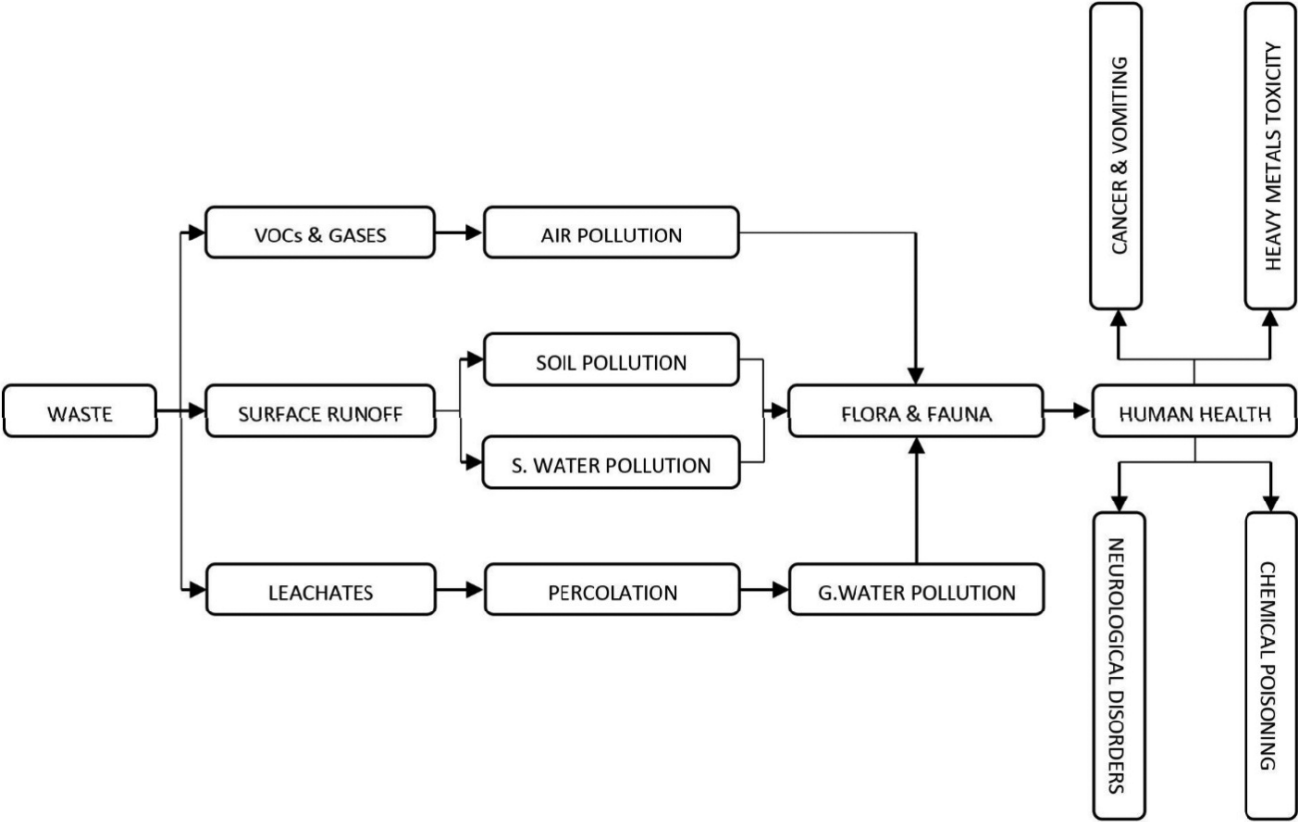 CANCER & VOMITING
HEAVY METALS TOXICITY
VOCs & GASES
AIR POLLUTION
SOIL POLLUTION
WASTE
SURFACE RUNOFF
FLORA & FAUNA
HUMAN HEALTH
S. WATER POLLUTION
LEACHATES
PERCOLATION
G.WATER POLLUTION
NEUROLOGICAL DISORDERS
CHEMICAL POISONING